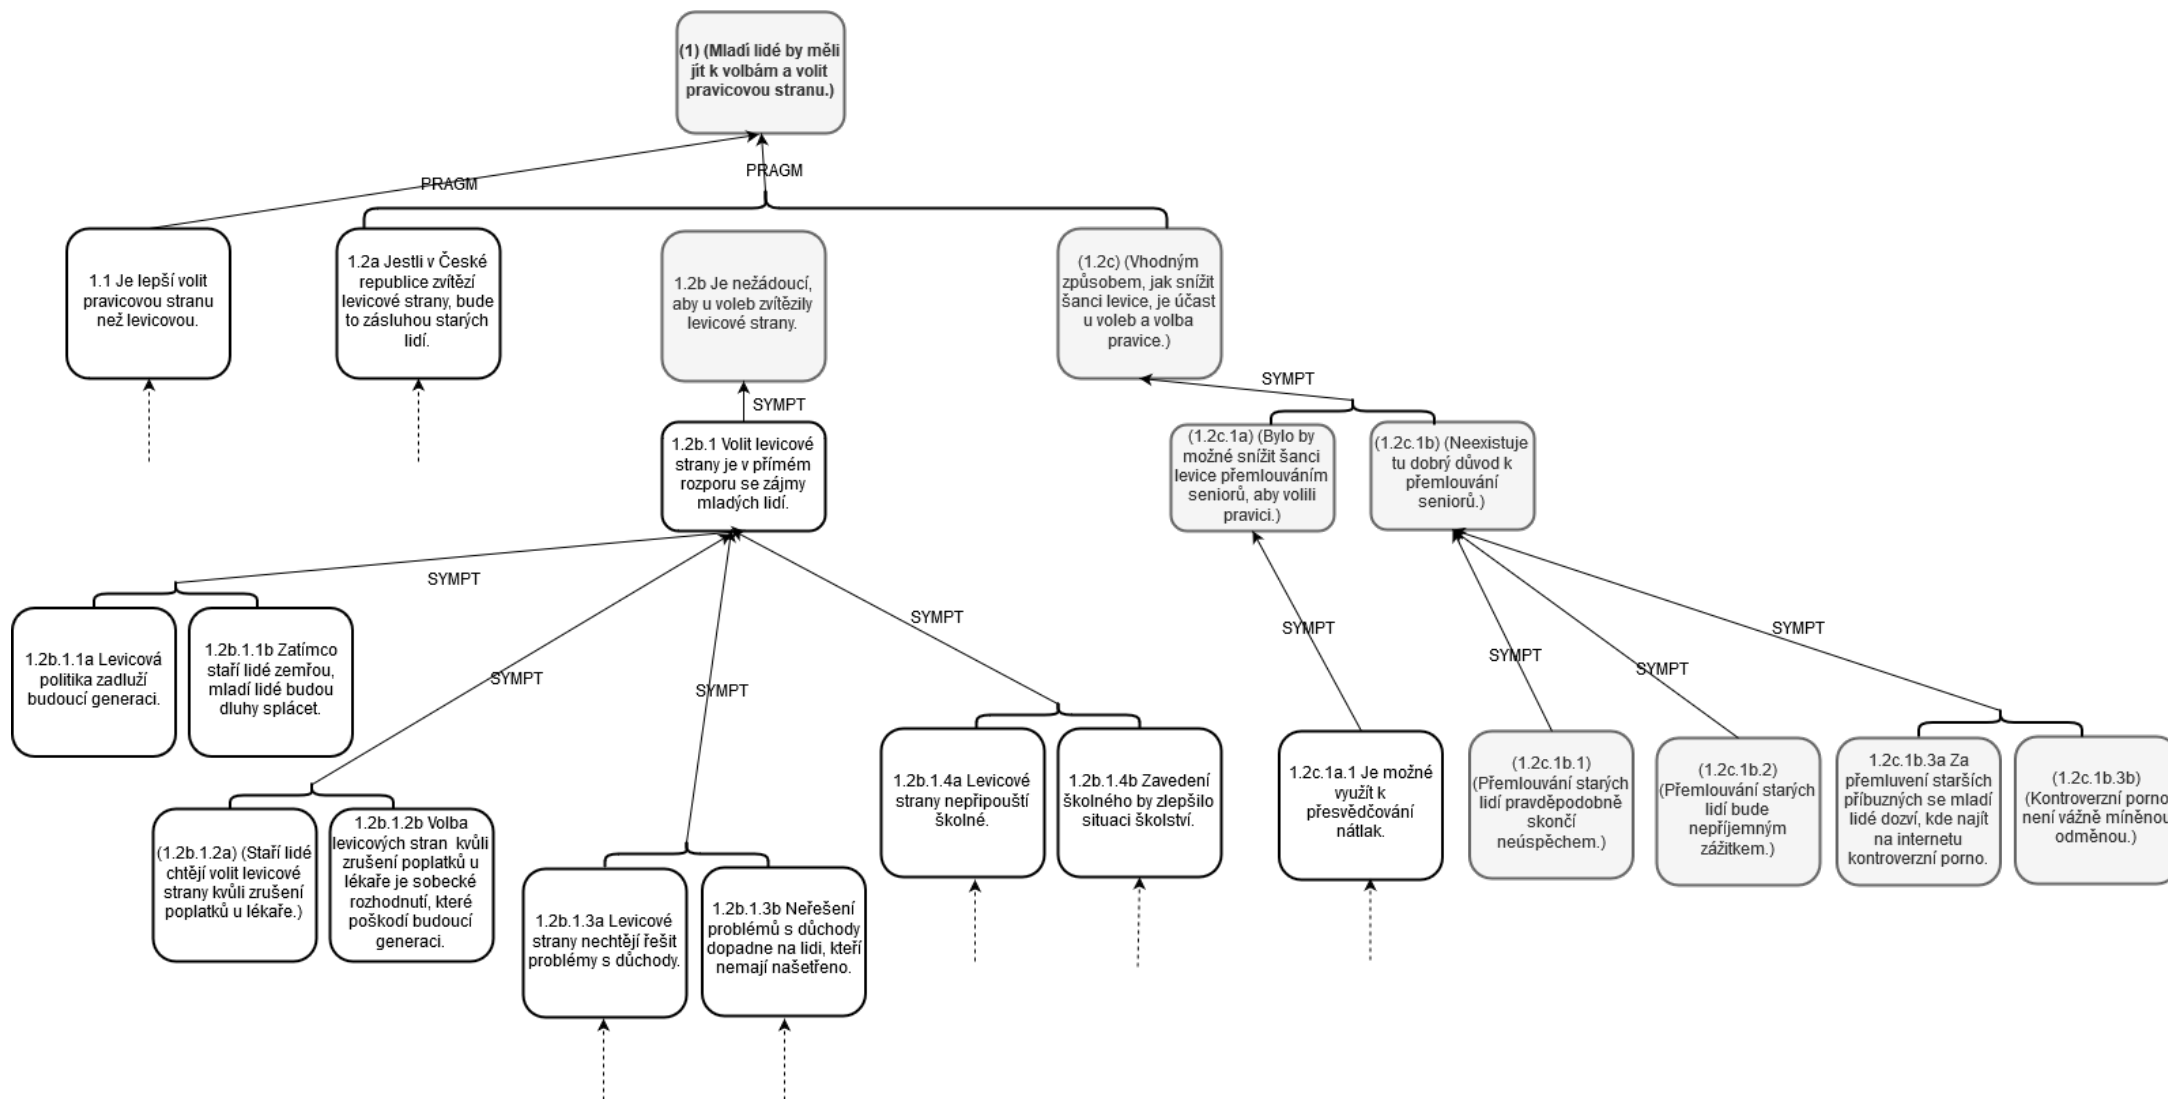 (1) (Mladí lidé by měli
jít k volbám a volit
pravicovou stranu.)
PRAGM
PRAGM
1.1 Je lepší volit
pravicovou stranu
než levicovou.
1.2a Jestli v České
republice zvítězí
levicové strany, bude
to zásluhou starých
lidí.
1.2b Je nežádoucí,
aby u voleb zvítězily
levicové strany.
(1.2c) (Vhodným
způsobem, jak snížit
šanci levice, je účast
u voleb a volba
pravice.)
SYMPT
SYMPT
1.2b.1 Volit levicové
strany je v přímém
rozporu se zájmy
mladých lidí.
(1.2c.1a) (Bylo by
možné snížit šanci
levice přemlouváním
seniorů, aby volili
pravici.)
(1.2c.1b) (Neexistuje
tu dobrý důvod k
přemlouvání
seniorů.)
SYMPT
SYMPT
SYMPT
SYMPT
SYMPT
SYMPT
SYMPT
SYMPT
1.2b.1.1a Levicová
politika zadluží
budoucí generaci.
1.2b.1.1b Zatímco
staří lidé zemřou,
mladí lidé budou
dluhy splácet.
(1.2b.1.2a) (Staří lidé
chtějí volit levicové
strany kvůli zrušení
poplatků u lékaře.)
1.2b.1.2b Volba
levicových stran kvůli
zrušení poplatků u
lékaře je sobecké
rozhodnutí, které
poškodí budoucí
generaci.
1.2b.1.3a Levicové
strany nechtějí řešit
problémy s důchody.
1.2b.1.3b Neřešení
problémů s důchody
dopadne na lidi, kteří
nemají našetřeno.
1.2b.1.4a Levicové
strany nepřipouští
školné.
1.2b.1.4b Zavedení
školného by zlepšilo
situaci školství.
1.2c.1a.1 Je možné
využít k
přesvědčování
nátlak.
(1.2c.1b.1)
(Přemlouvání starých
lidí pravděpodobně
skončí
neúspěchem.)
(1.2c.1b.2)
(Přemlouvání starých
lidí bude
nepříjemným
zážitkem.)
1.2c.1b.3a Za
přemluvení starších
příbuzných se mladí
lidé dozví, kde najít
na internetu
kontroverzní porno.
(1.2c.1b.3b)
(Kontroverzní porno
není vážně míněnou
odměnou.)